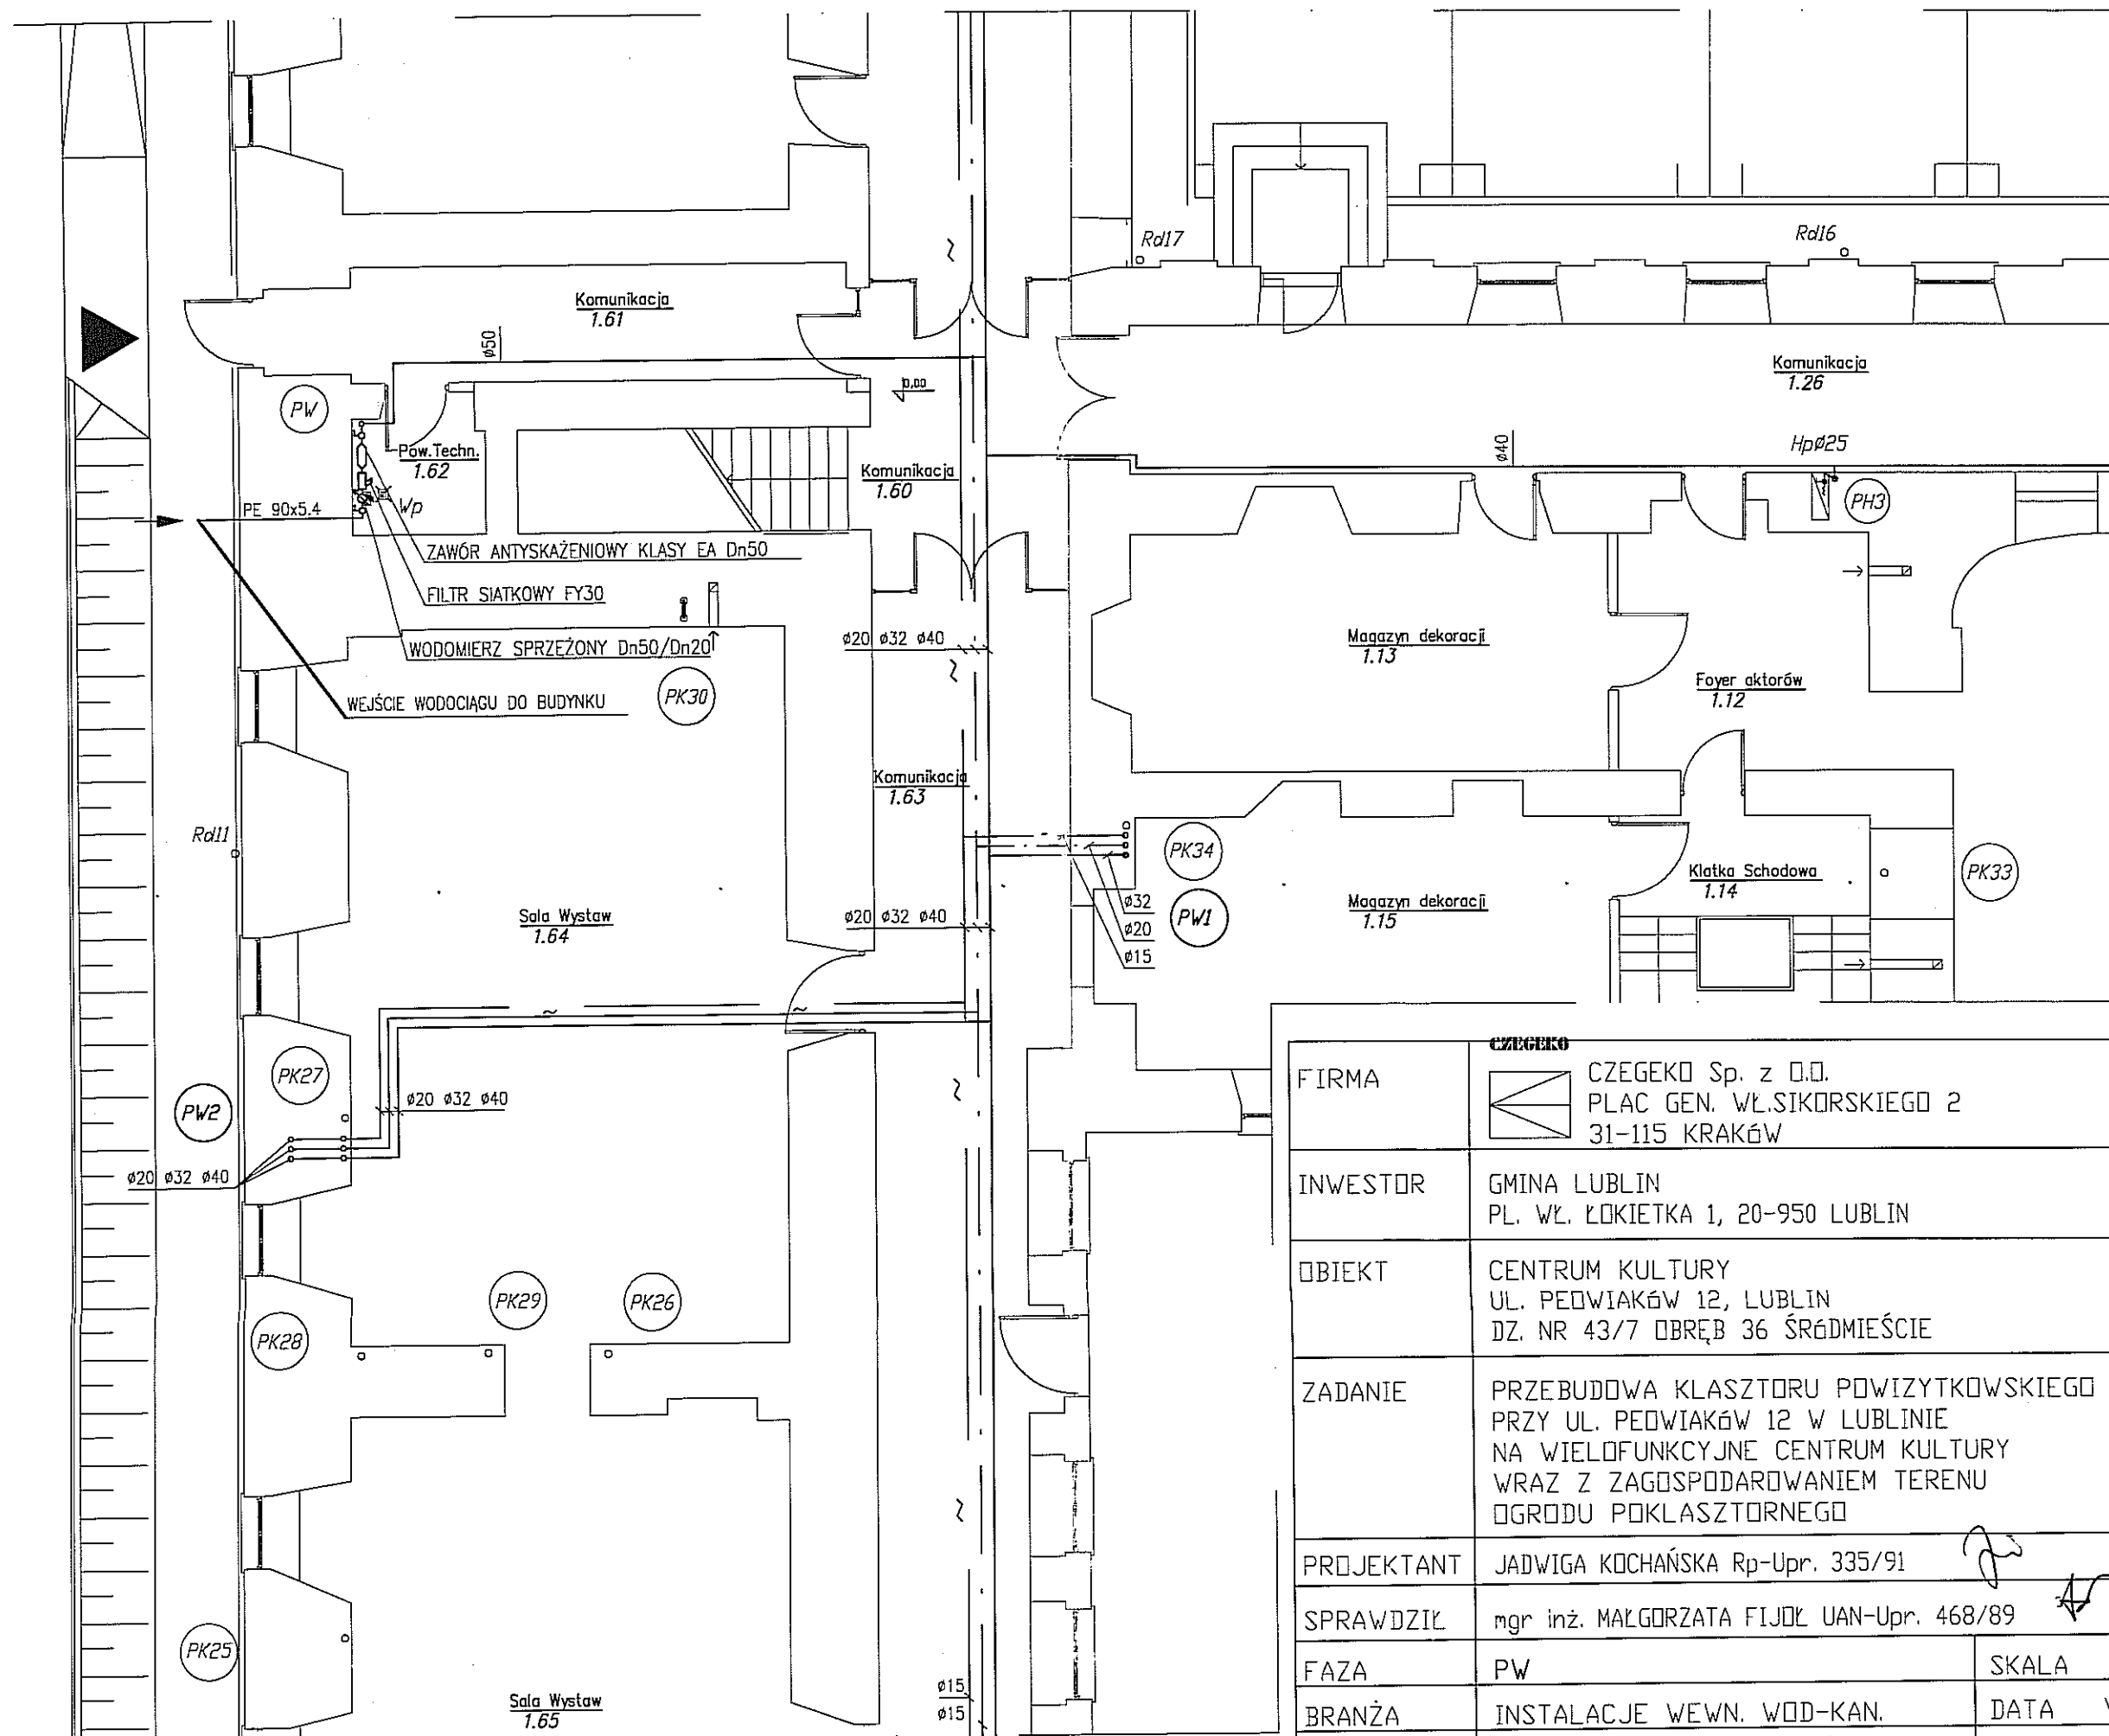 Rd17
Rd16
Komunikacja
1.61
ø50
Komunikacja
1.26
PW
0,00
Pow.Techn.
1.62
Komunikacja
1.60
ø40
Hpø25
PH3
PE 90x5.4
Wp
ZAWÓR ANTYSKAŻENIOWY KLASY EA Dn50
FILTR SIATKOWY FY30
WODOMIERZ SPRZĘŻONY Dn50/Dn20
WEJŚCIE WODOCIĄGU DO BUDYNKU
PK30
ø20 ø32 ø40
Magazyn dekoracji
1.13
Foyer aktorów
1.12
Komunikacja
1.63
Rd11
PK34
Klatka Schodowa
1.14
PK33
Sala Wystaw
1.64
ø20 ø32 ø40
ø32
ø20
ø15
PW1
Magazyn dekoracji
1.15
PK27
PW2
ø20 ø32 ø40
ø20 ø32 ø40
PK29
PK26
PK28
PK25
Sala Wystaw
1.65
ø15
ø15
CZEGEKO
FIRMA
CZEGEKO Sp. z O.O.
PLAC GEN. WŁ.SIKORSKIEGO 2
31-115 KRAKóW
INWESTOR
GMINA LUBLIN
PL. WŁ. ŁOKIETKA 1, 20-950 LUBLIN
OBIEKT
CENTRUM KULTURY
UL. PEOWIAKóW 12, LUBLIN
DZ. NR 43/7 OBRĘB 36 ŚRóDMIEŚCIE
ZADANIE
PRZEBUDOWA KLASZTORU POWIZYTKOWSKIEGO
PRZY UL. PEOWIAKóW 12 W LUBLINIE
NA WIELOFUNKCYJNE CENTRUM KULTURY
WRAZ Z ZAGOSPODAROWANIEM TERENU
OGRODU POKLASZTORNEGO
PROJEKTANT JADWIGA KOCHAŃSKA Rp-Upr. 335/91
SPRAWDZIŁ mgr inż. MAŁGORZATA FIJOŁ UAN-Upr. 468/89
FAZA PW SKALA
BRANŻA INSTALACJE WEWN. WOD-KAN. DATA